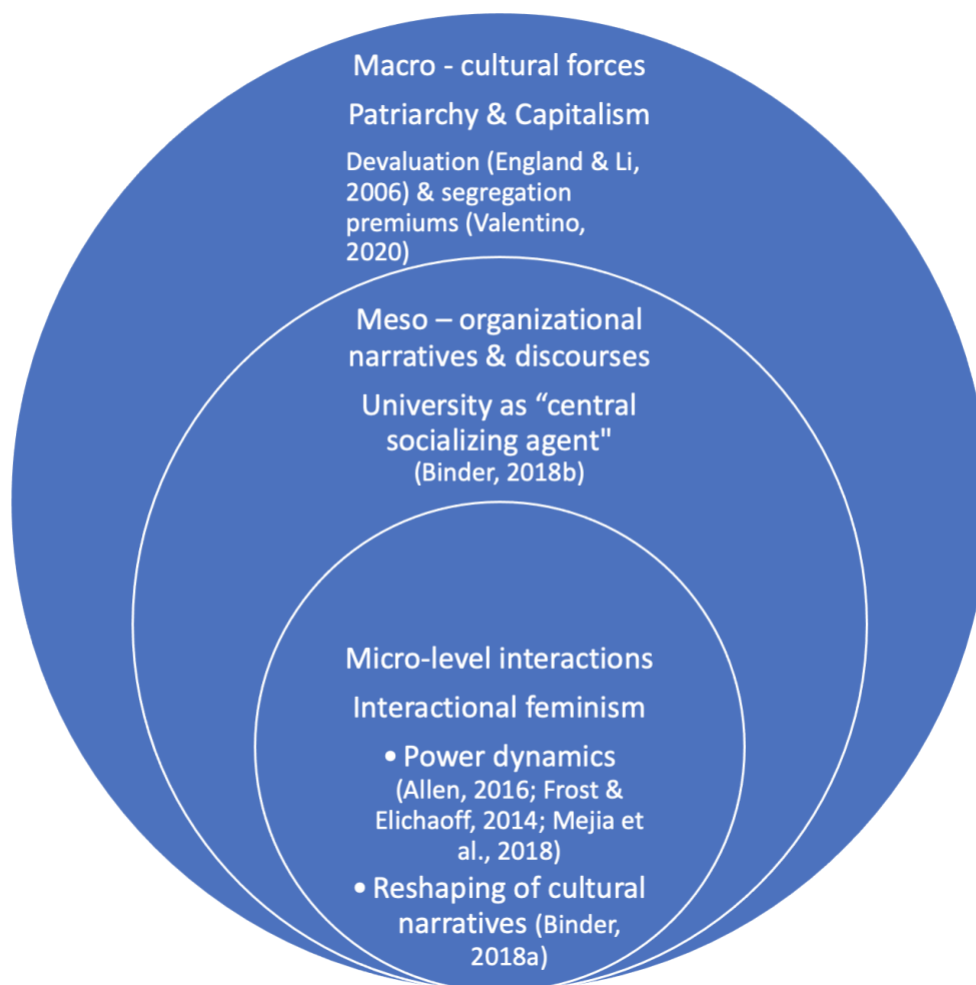 Macro - cultural forces
Patriarchy & Capitalism
Devaluation (England & Li,
2006) & segregation
premiums (Valentino,
2020)
Meso – organizational
narratives & discourses
University as “central
socializing agent"
(Binder, 2018b)
Micro-level interactions
Interactional feminism
• Power dynamics
(Allen, 2016; Frost &
Elichaoff, 2014; Mejia et
al., 2018)
• Reshaping of cultural
narratives (Binder,
2018a)